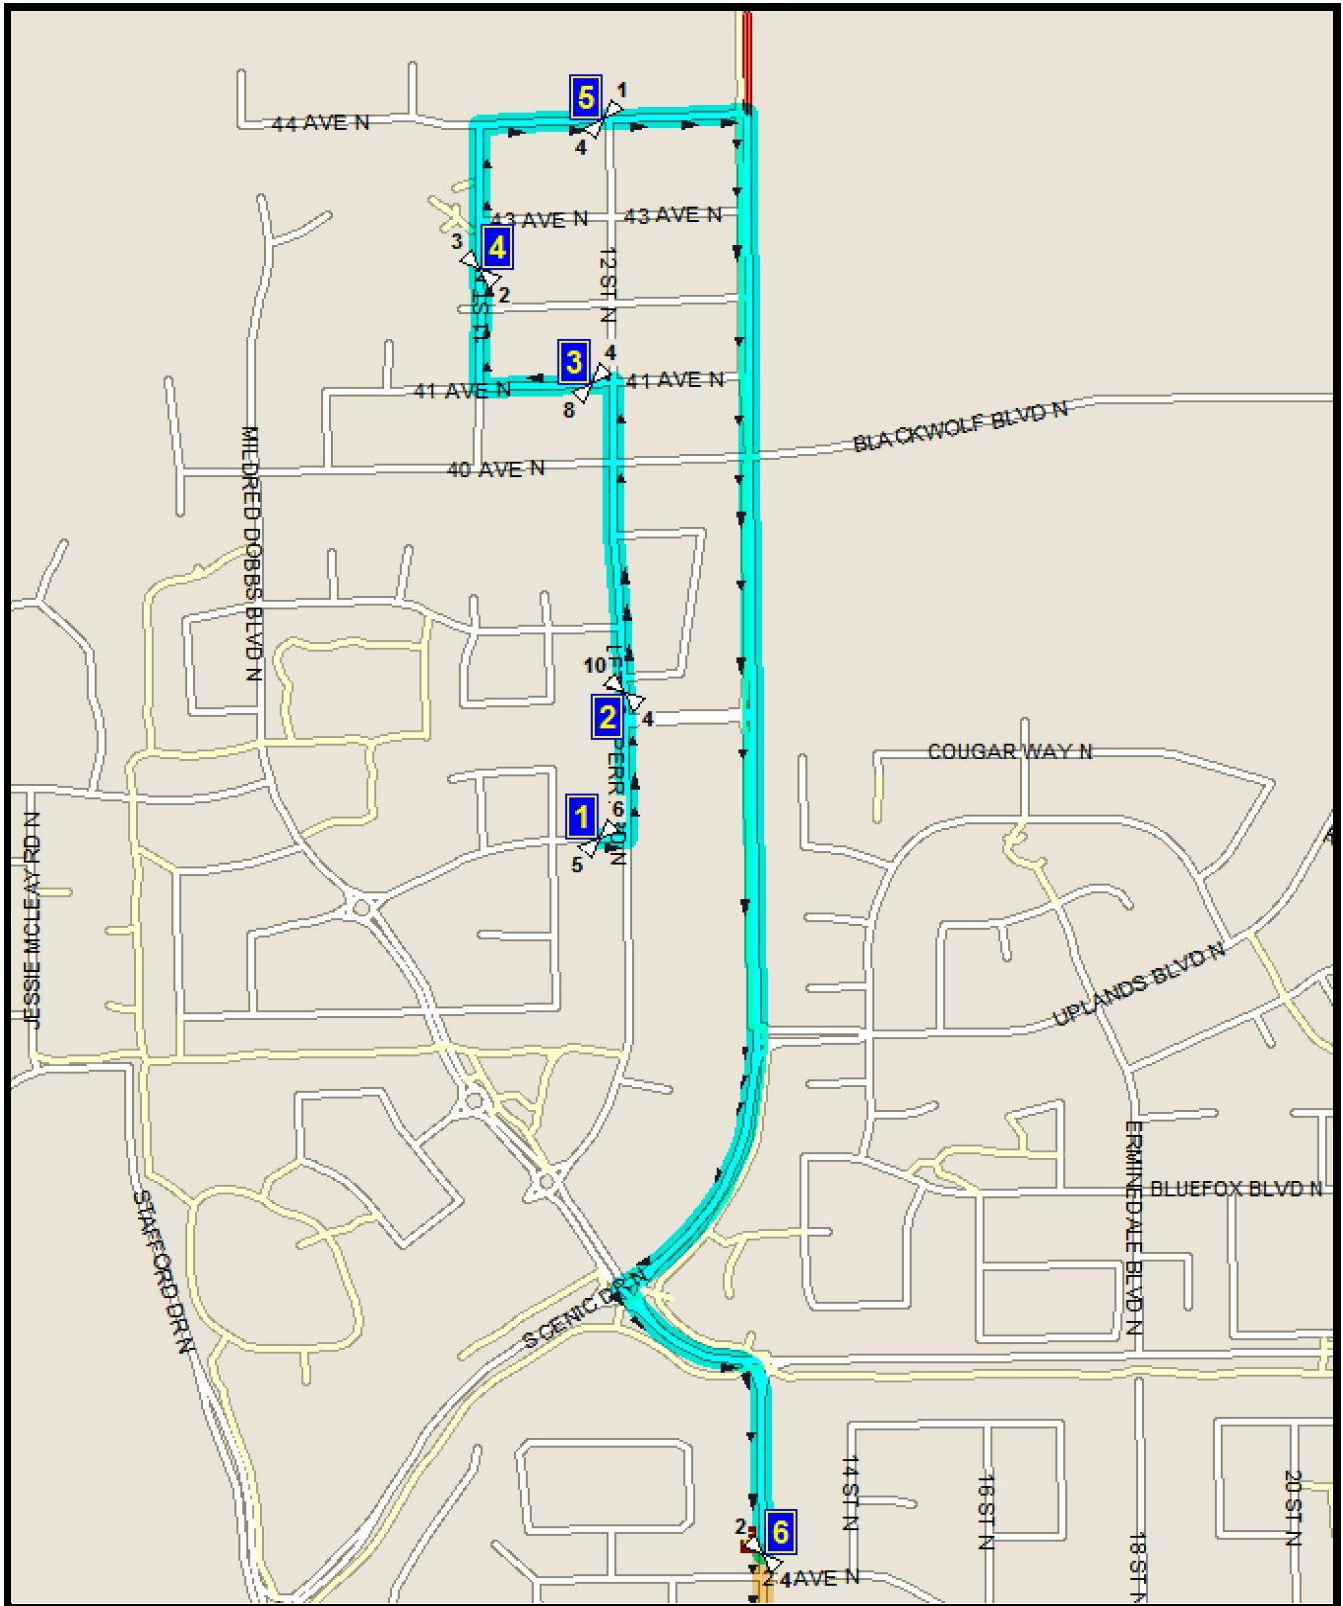 5
1
44 AVE N
4
43 AVE N
43 AVE N
3
4
2
12 ST N
3
4
41 AVE N
41 AVE N
8
BLACKWOLF BLVD N
40 AVE N
MILDRED DOBBS BLVD N
10
2
4
COUGAR WAY N
1
6
5
JESSIE MCLEAY RD N
UPLANDS BLVD N
ERMINEDALE BLVD N
BLUEFOX BLVD N
STAFFORD DR N
SCENIC DR N
14 ST N
16 ST N
18 ST N
20 ST N
2
6
2 4 AVE N